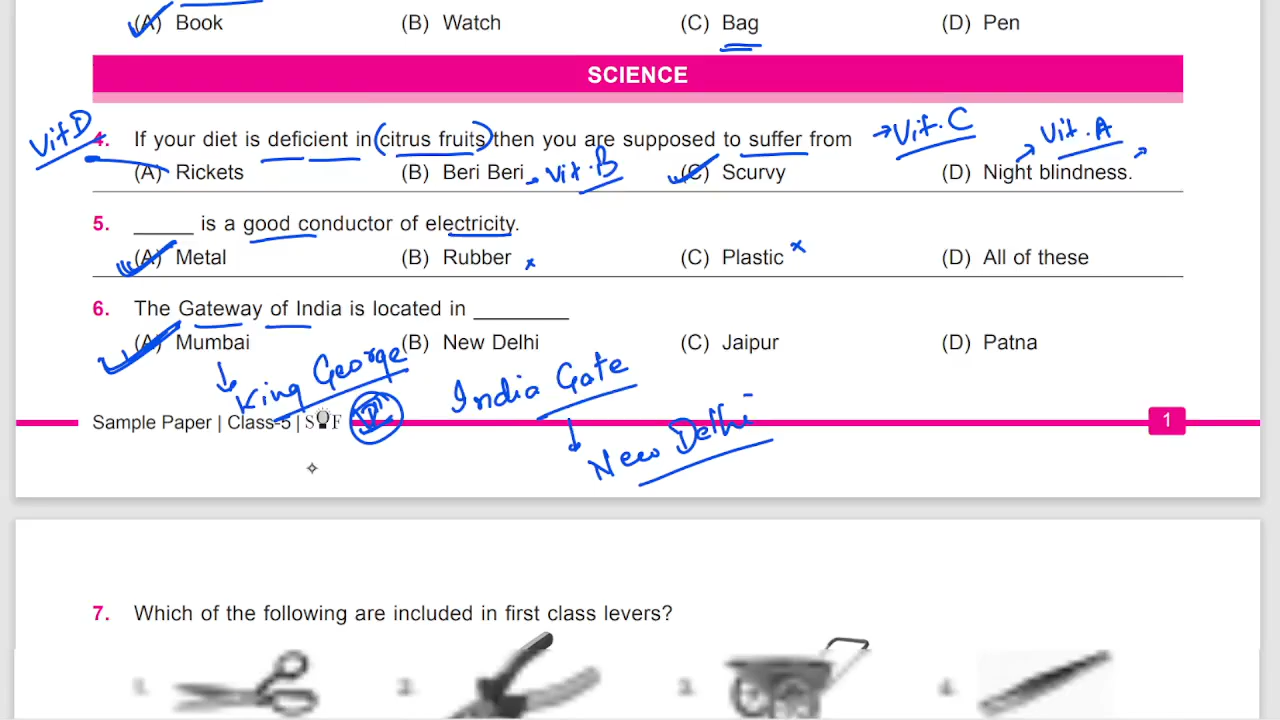 (A) Book (B) Watch (C) Bag (D) Pen
SCIENCE
Vit D
4. If your diet is deficient in (citrus fruits) then you are supposed to suffer from → Vit. C
Vit. A
(A) Rickets (B) Beri Beri → Vit. B (C) Scurvy (D) Night blindness.
5. _____ is a good conductor of electricity.
(A) Metal (B) Rubber x (C) Plastic x (D) All of these
6. The Gateway of India is located in ________
(A) Mumbai (B) New Delhi (C) Jaipur (D) Patna
King George
India Gate
Sample Paper | Class-5 | SOF
New Delhi
1
7. Which of the following are included in first class levers?
1. 2. 3. 4.